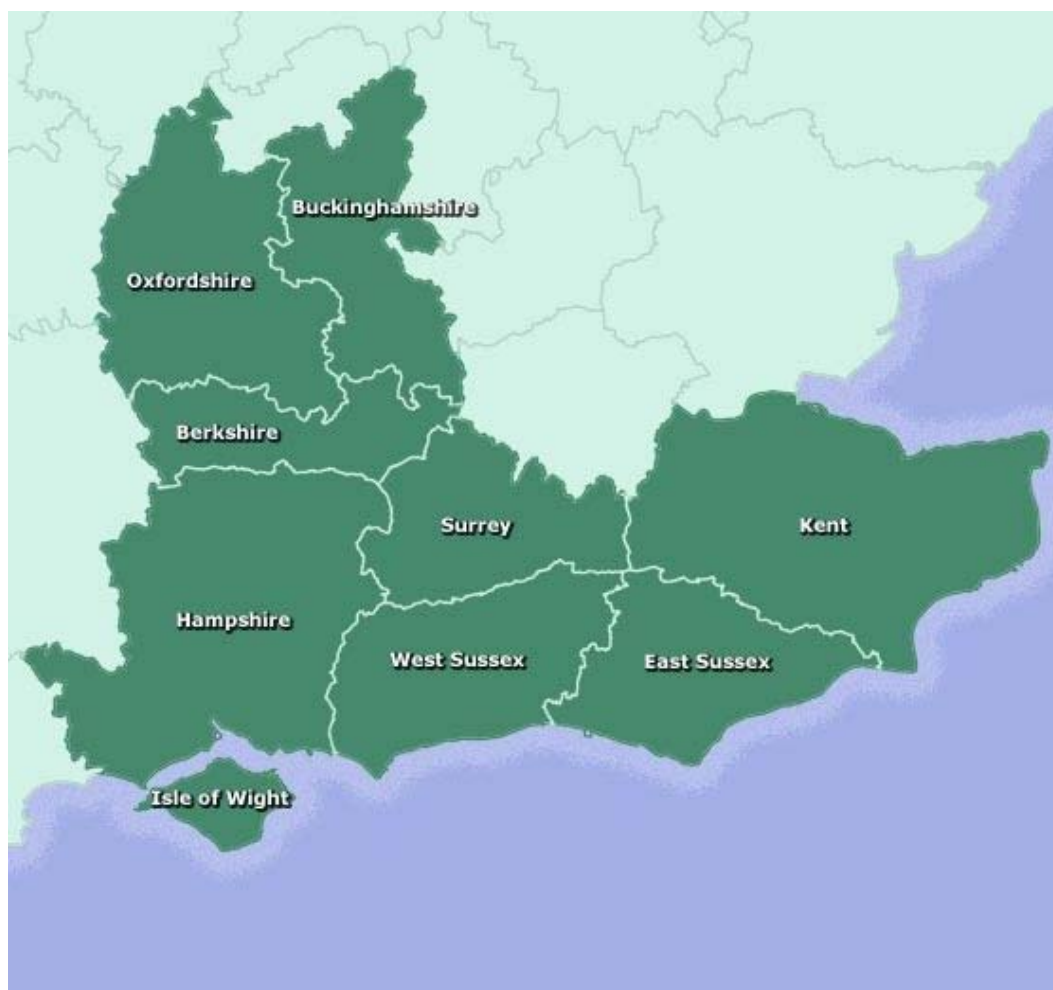 Buckinghamshire
Oxfordshire
Berkshire
Surrey
Kent
Hampshire
West Sussex
East Sussex
Isle of Wight